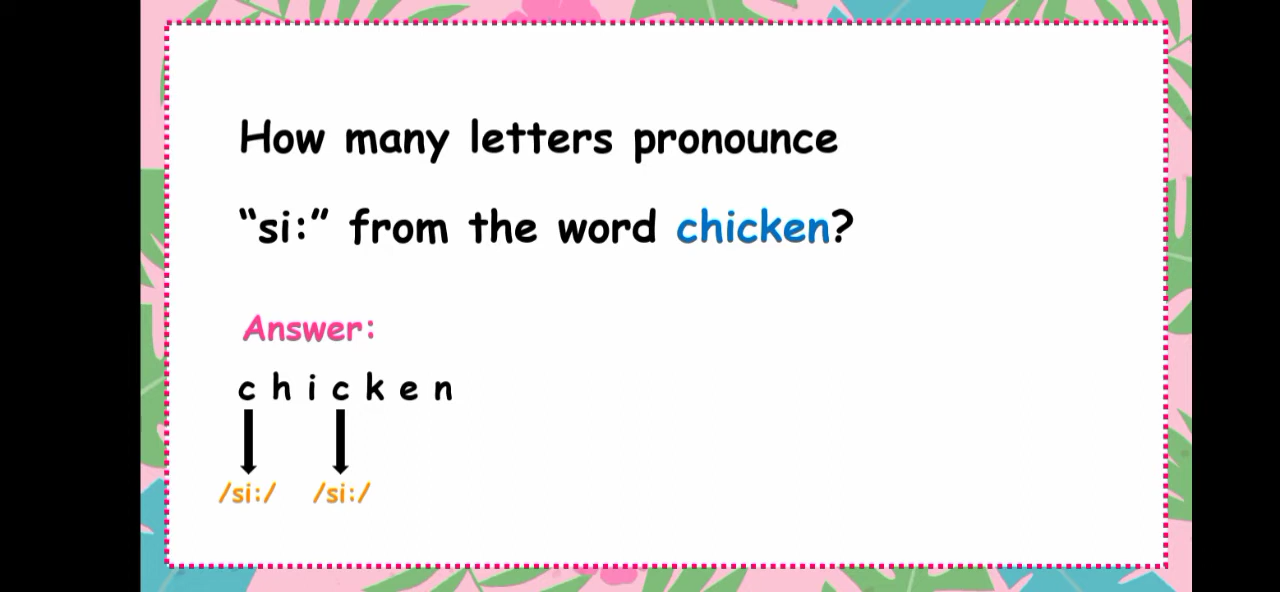 How many letters pronounce
“si:” from the word chicken?
Answer:
c h i c k e n
/si:/ /si:/